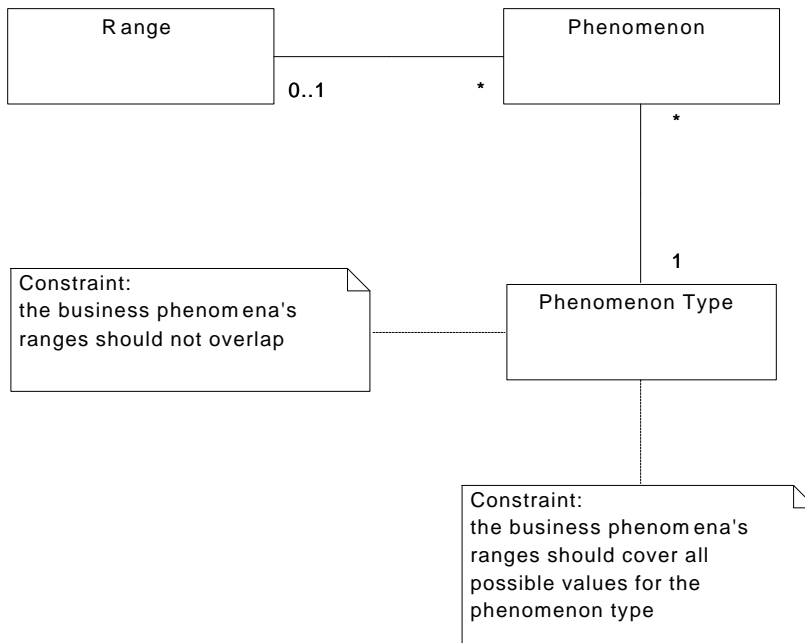 Range
Phenomenon
0..1
*
*
1
Constraint:
the business phenomena's
ranges should not overlap
Phenomenon Type
Constraint:
the business phenomena's
ranges should cover all
possible values for the
phenomenon type